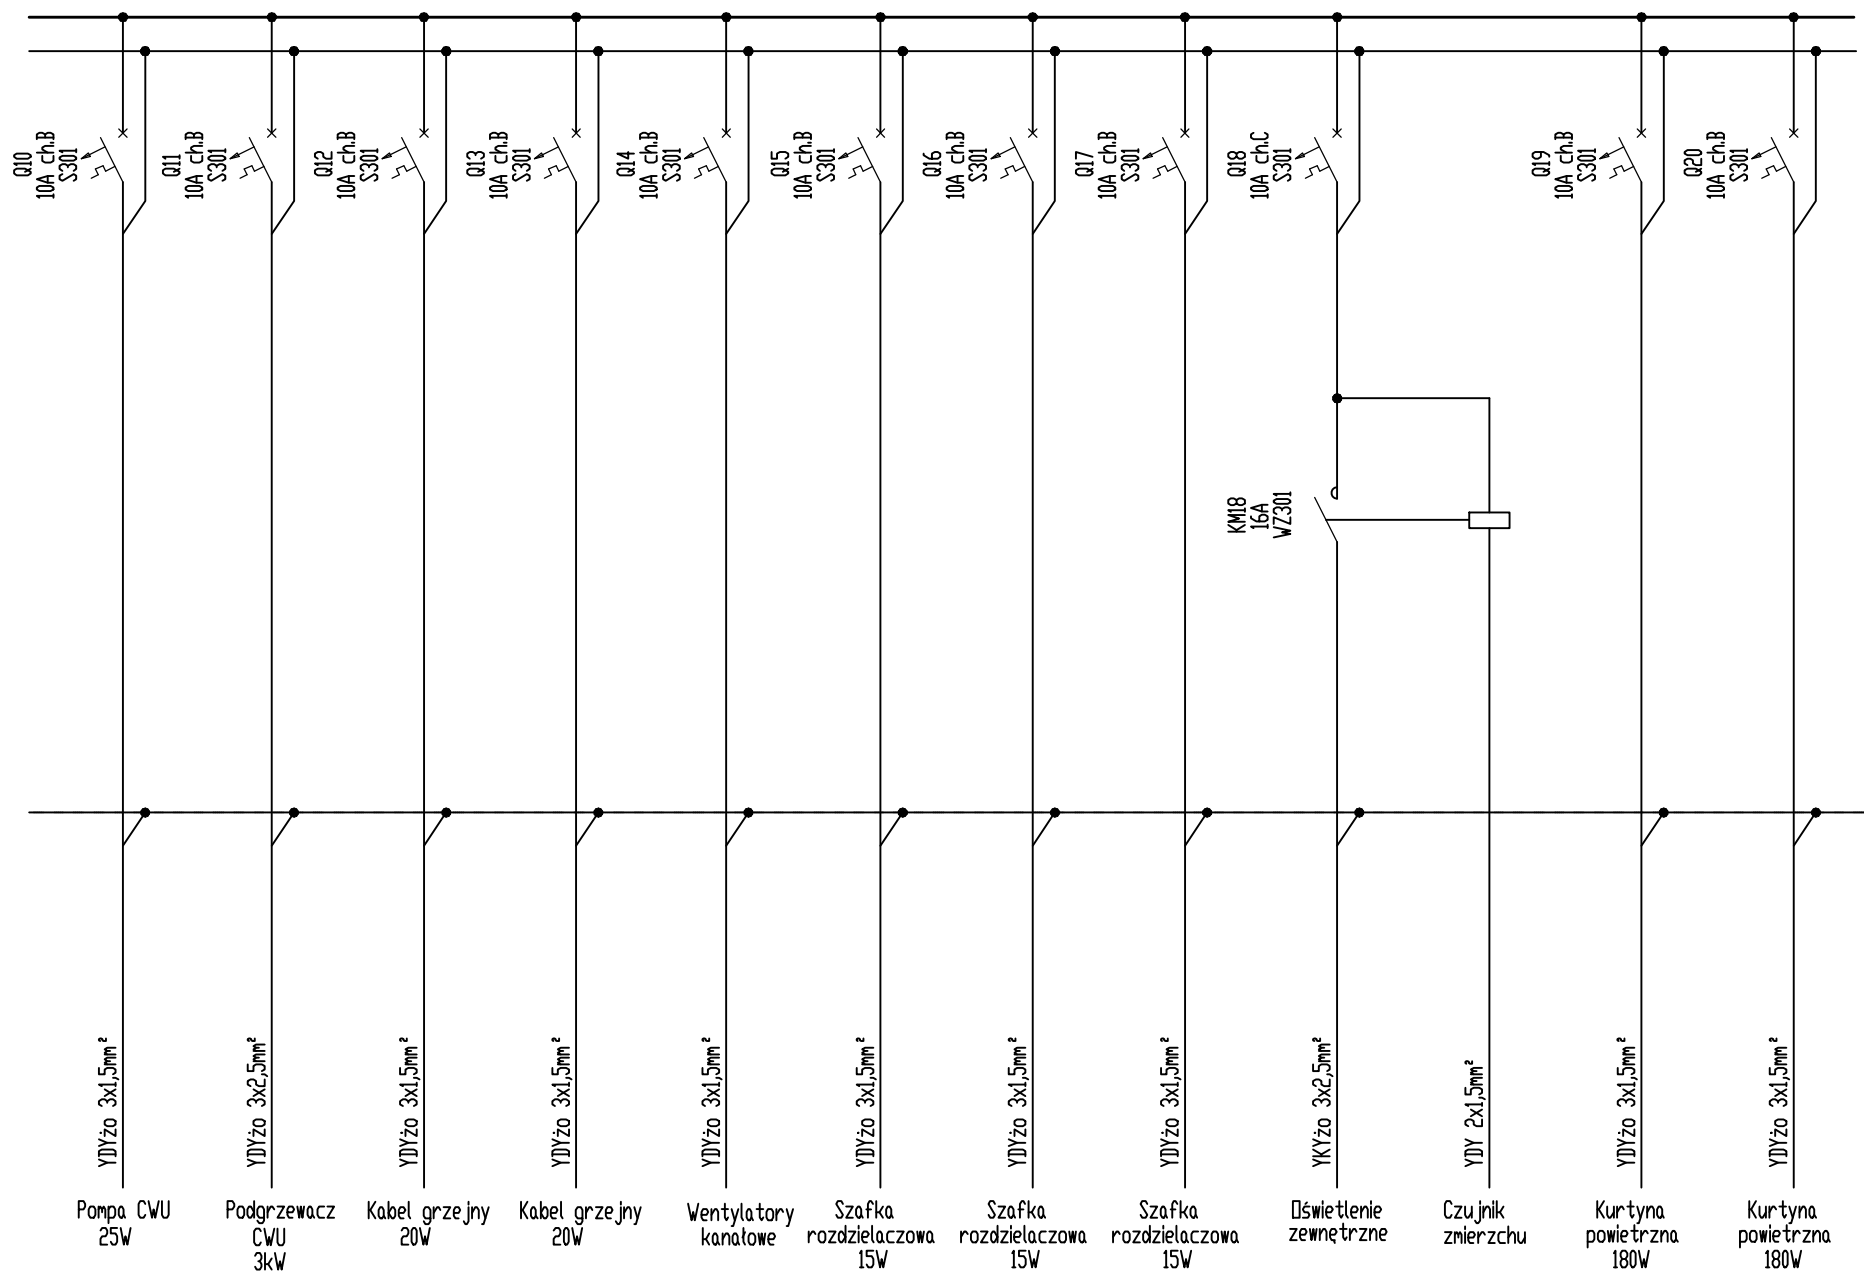 Q10
10A ch.B
S301
Q11
10A ch.B
S301
Q12
10A ch.B
S301
Q13
10A ch.B
S301
Q14
10A ch.B
S301
Q15
10A ch.B
S301
Q16
10A ch.B
S301
Q17
10A ch.B
S301
Q18
10A ch.C
S301
Q19
10A ch.B
S301
Q20
10A ch.B
S301
KM18
16A
WZ301
YDYżo 3x1,5mm²
YDYżo 3x2,5mm²
YDYżo 3x1,5mm²
YDYżo 3x1,5mm²
YDYżo 3x1,5mm²
YDYżo 3x1,5mm²
YDYżo 3x1,5mm²
YDYżo 3x1,5mm²
YKYżo 3x2,5mm²
YDY 2x1,5mm²
YDYżo 3x1,5mm²
YDYżo 3x1,5mm²
Pompa CWU
25W
Podgrzewacz
CWU
3kW
Kabel grzejny
20W
Kabel grzejny
20W
Wentylatory
kanałowe
Szafka
rozdzielaczowa
15W
Szafka
rozdzielaczowa
15W
Szafka
rozdzielaczowa
15W
Oświetlenie
zewnętrzne
Czujnik
zmierzchu
Kurtyna
powietrzna
180W
Kurtyna
powietrzna
180W